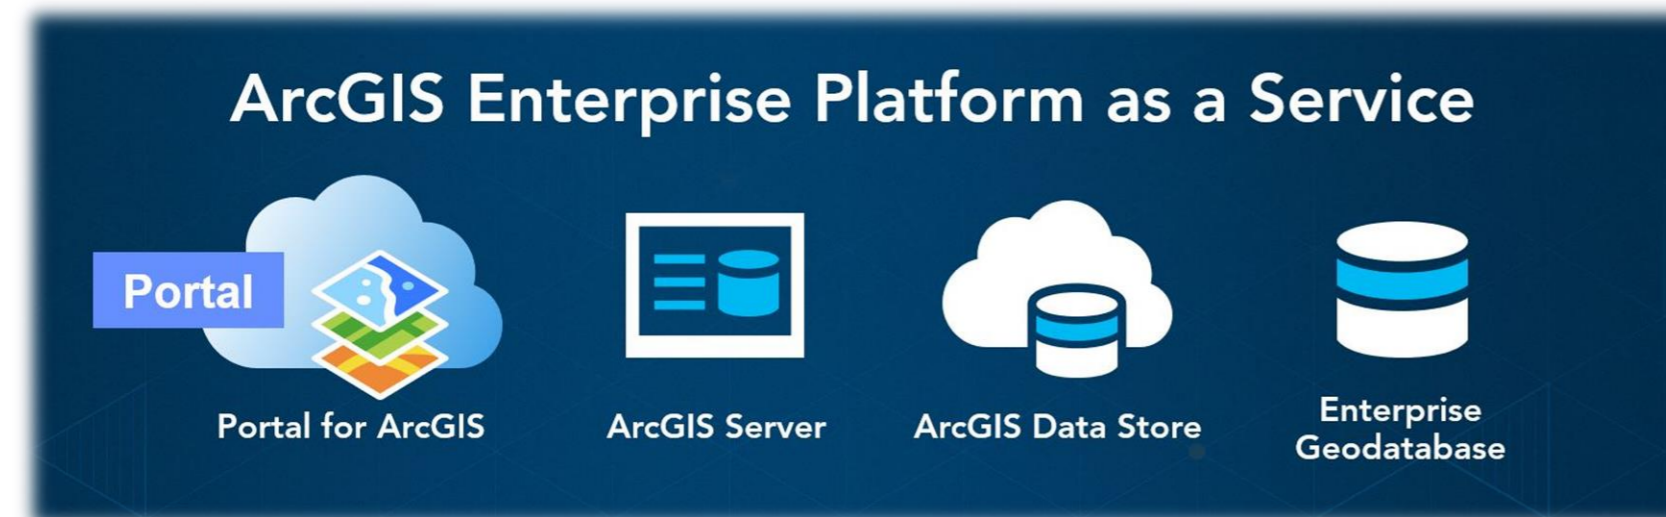 ArcGIS Enterprise Platform as a Service
Portal
Portal for ArcGIS
ArcGIS Server
ArcGIS Data Store
Enterprise
Geodatabase